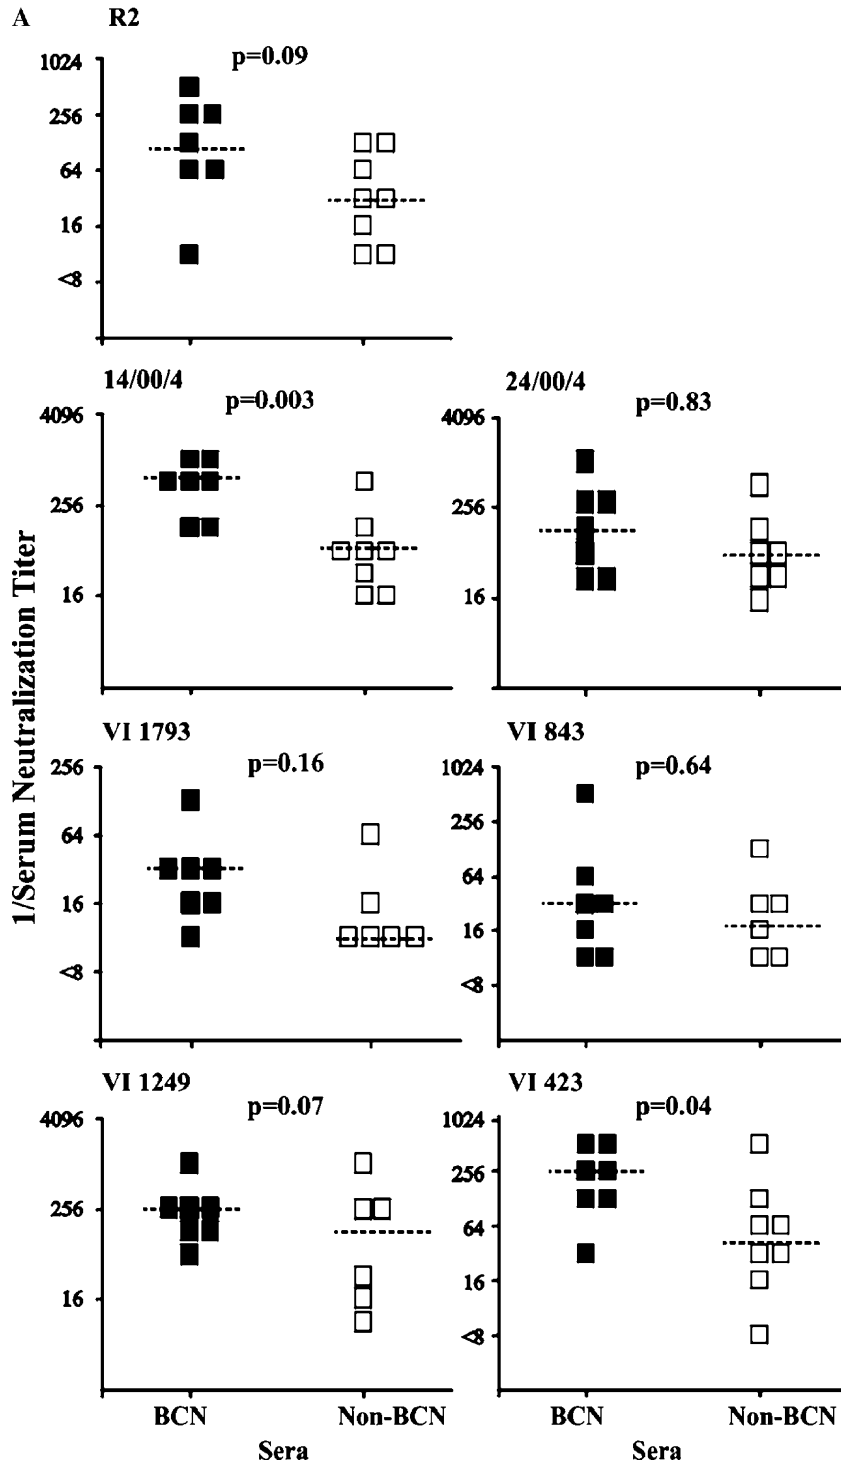 A R2
p=0.09
1024
256
64
16
<8
14/00/4
p=0.003
4096
256
16
24/00/4
p=0.83
4096
256
16
1/Serum Neutralization Titer
VI 1793
p=0.16
256
64
16
<8
VI 843
p=0.64
1024
256
64
16
<8
VI 1249
p=0.07
4096
256
16
VI 423
p=0.04
1024
256
64
16
<8
BCN Non-BCN BCN Non-BCN
Sera Sera